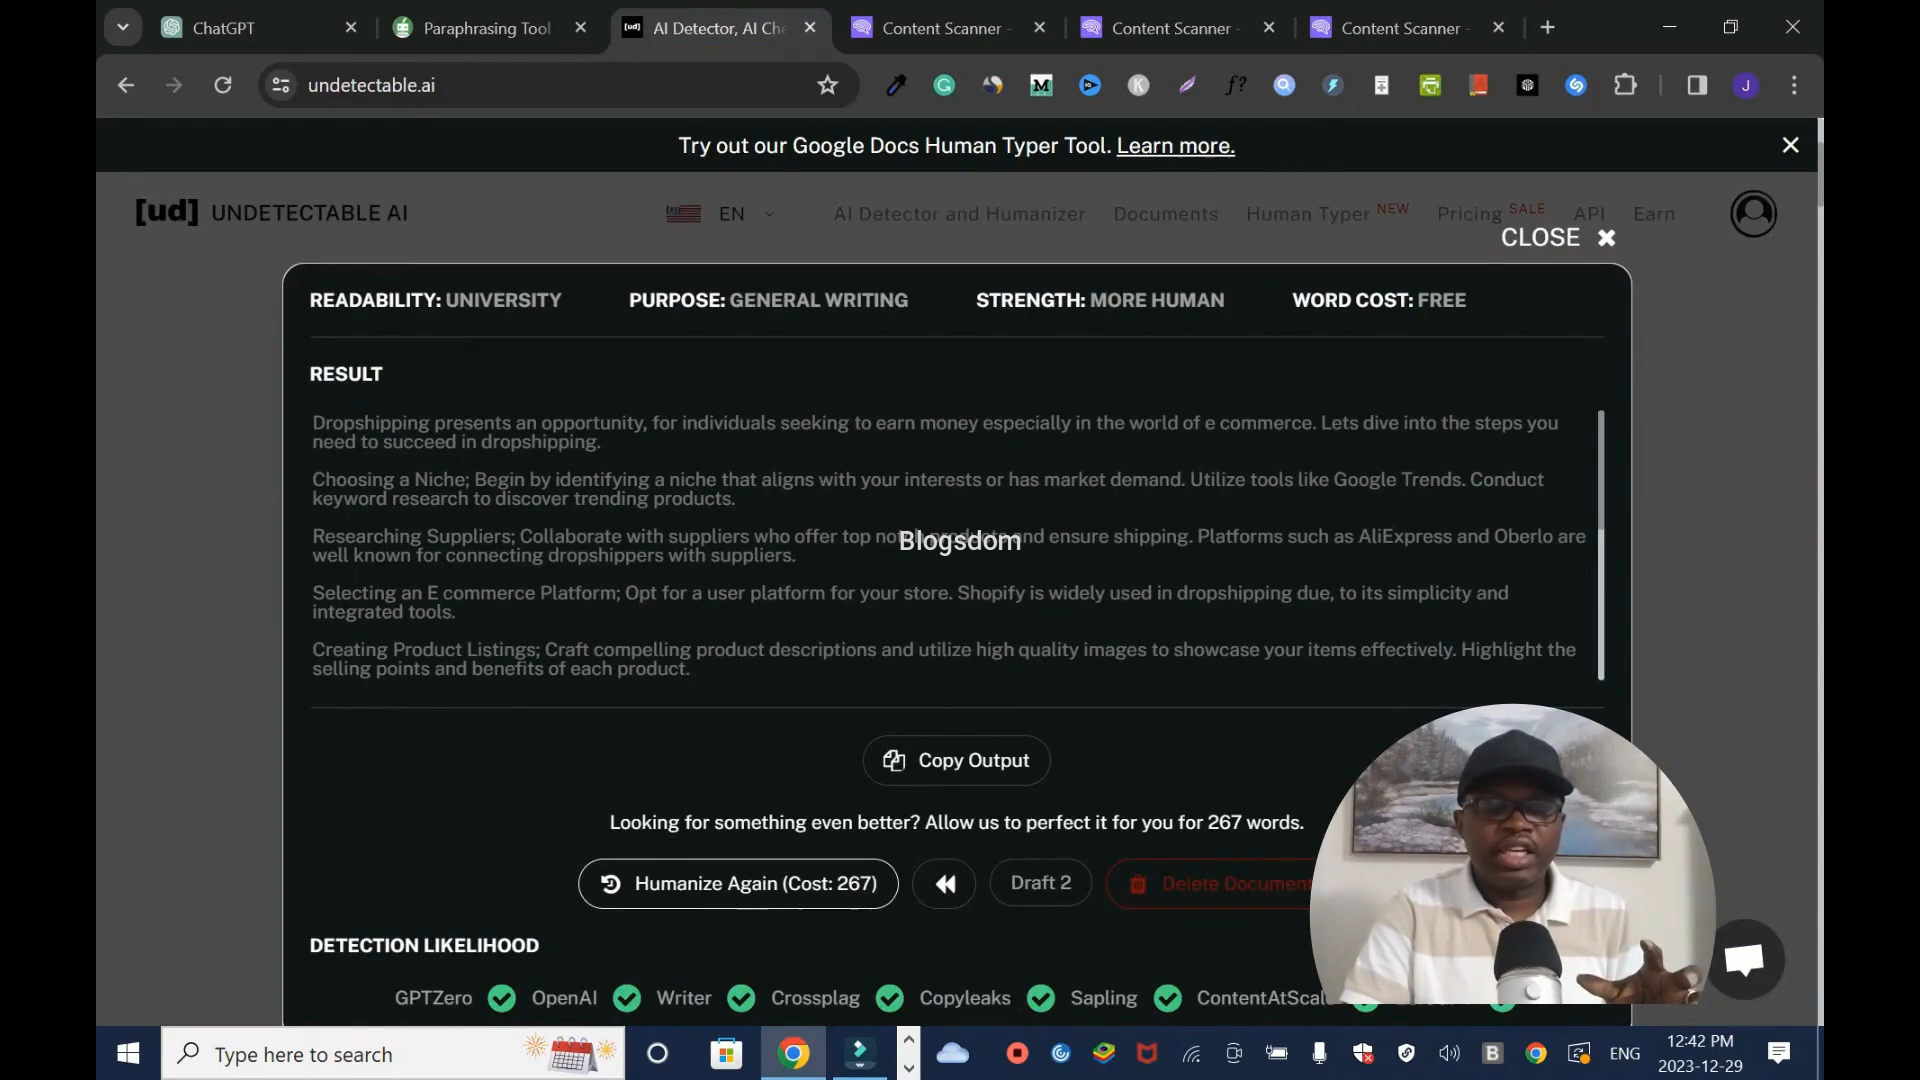 ChatGPT
Paraphrasing Tool
[ud] AI Detector, AI Che
Content Scanner -
Content Scanner -
Content Scanner -
undetectable.ai
Try out our Google Docs Human Typer Tool. Learn more.
[ud] UNDETECTABLE AI
EN
AI Detector and Humanizer
Documents
Human Typer NEW
Pricing SALE
API
Earn
CLOSE
READABILITY: UNIVERSITY
PURPOSE: GENERAL WRITING
STRENGTH: MORE HUMAN
WORD COST: FREE
RESULT
Dropshipping presents an opportunity, for individuals seeking to earn money especially in the world of e commerce. Lets dive into the steps you
need to succeed in dropshipping.
Choosing a Niche; Begin by identifying a niche that aligns with your interests or has market demand. Utilize tools like Google Trends. Conduct
keyword research to discover trending products.
Researching Suppliers; Collaborate with suppliers who offer top notch products and ensure shipping. Platforms such as AliExpress and Oberlo are
well known for connecting dropshippers with suppliers.
Blogsdom
Selecting an E commerce Platform; Opt for a user platform for your store. Shopify is widely used in dropshipping due, to its simplicity and
integrated tools.
Creating Product Listings; Craft compelling product descriptions and utilize high quality images to showcase your items effectively. Highlight the
selling points and benefits of each product.
Copy Output
Looking for something even better? Allow us to perfect it for you for 267 words.
Humanize Again (Cost: 267)
Draft 2
Delete Document
DETECTION LIKELIHOOD
GPTZero
OpenAI
Writer
Crossplag
Copyleaks
Sapling
ContentAtScale
Type here to search
ENG
12:42 PM
2023-12-29